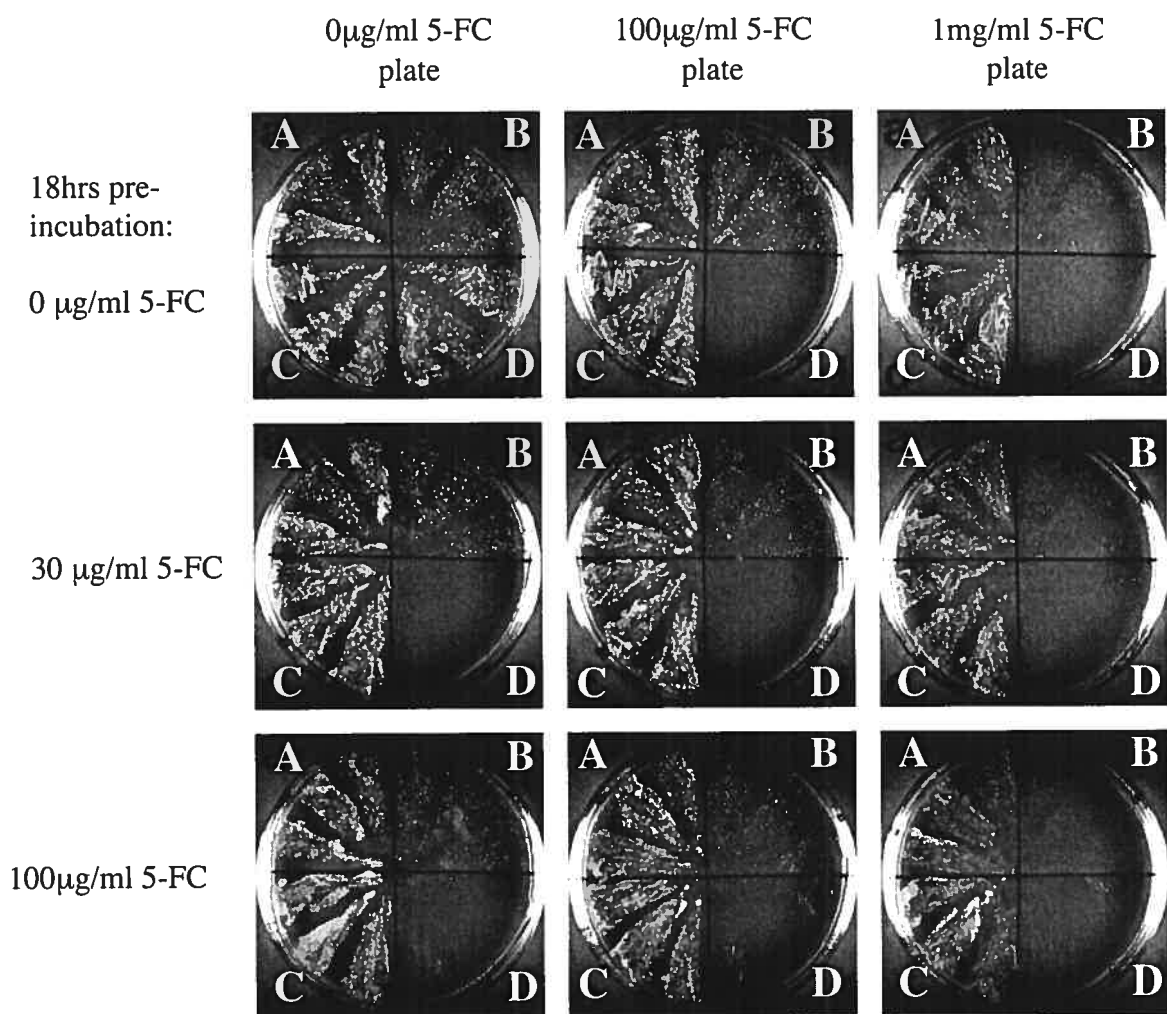 0µg/ml 5-FC
plate
100µg/ml 5-FC
plate
1mg/ml 5-FC
plate
18hrs pre-
incubation:
0 µg/ml 5-FC
A B
C D
A B
C D
A B
C D
30 µg/ml 5-FC
A B
C D
A B
C D
A B
C D
100µg/ml 5-FC
A B
C D
A B
C D
A B
C D